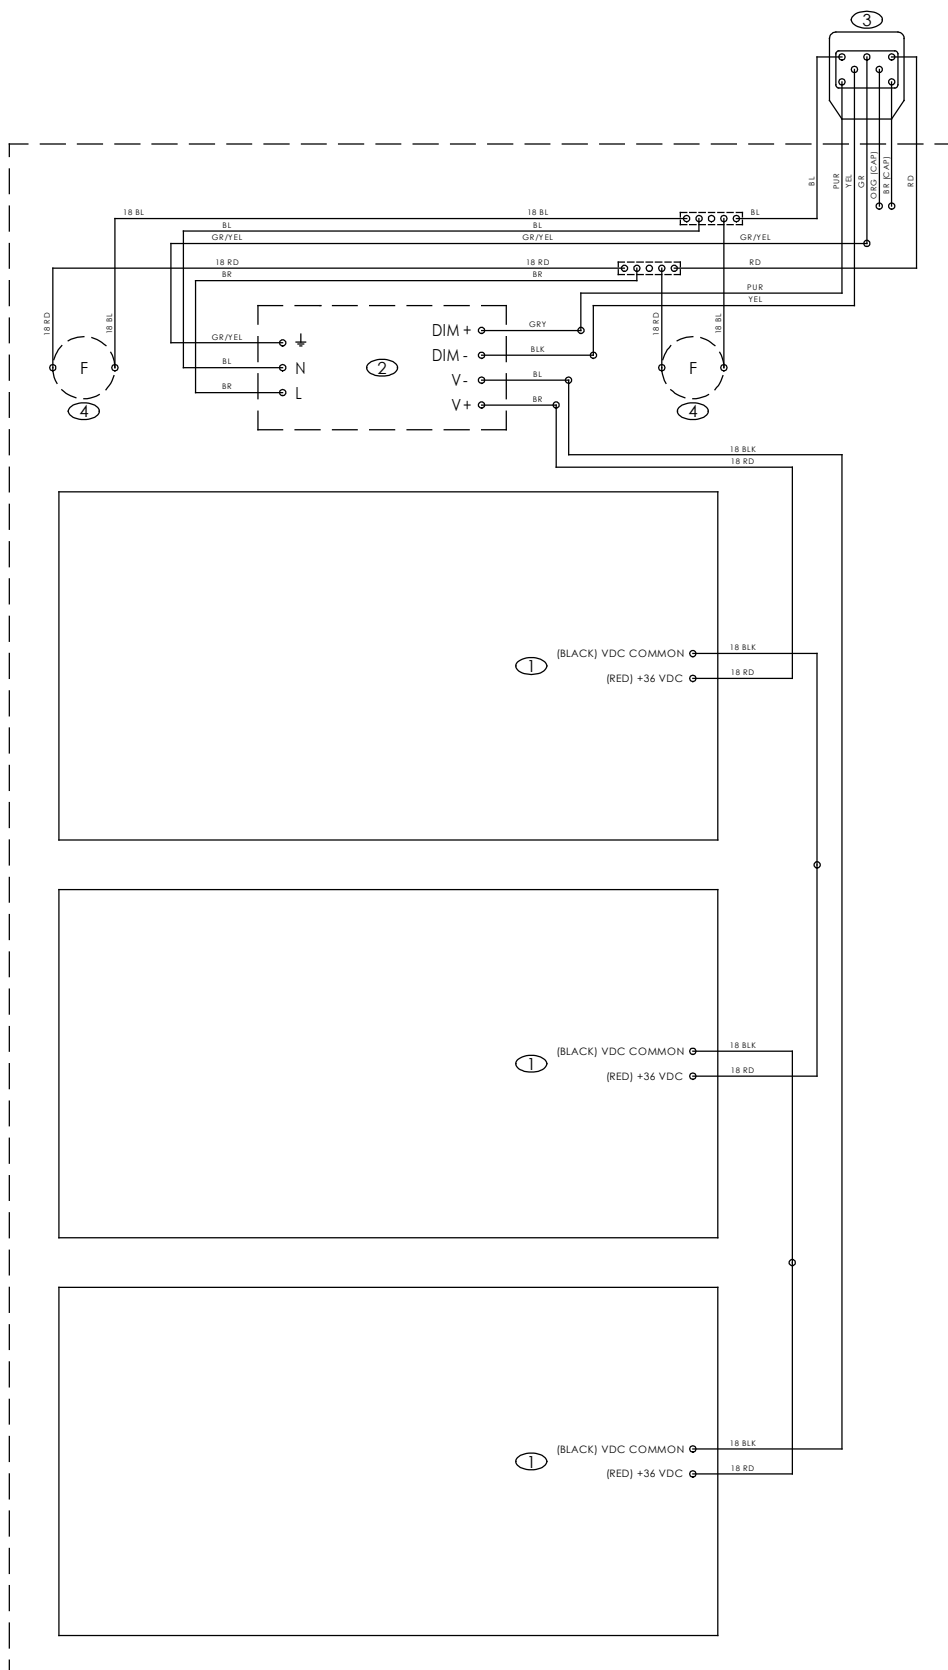 3
BL
PUR
YEL
GR
ORG (CAP)
BR (CAP)
RD
18 BL
18 BL
BL
BL
BL
GR/YEL
GR/YEL
GR/YEL
18 RD
18 RD
RD
BR
BR
PUR
YEL
18 RD
18 BL
18 RD
18 BL
GR/YEL
DIM +
GRY
F
BL
N
2
DIM -
BLK
F
BR
L
V-
BL
4
V+
BR
4
18 BLK
18 RD
1
(BLACK) VDC COMMON
18 BLK
(RED) +36 VDC
18 RD
1
(BLACK) VDC COMMON
18 BLK
(RED) +36 VDC
18 RD
1
(BLACK) VDC COMMON
18 BLK
(RED) +36 VDC
18 RD